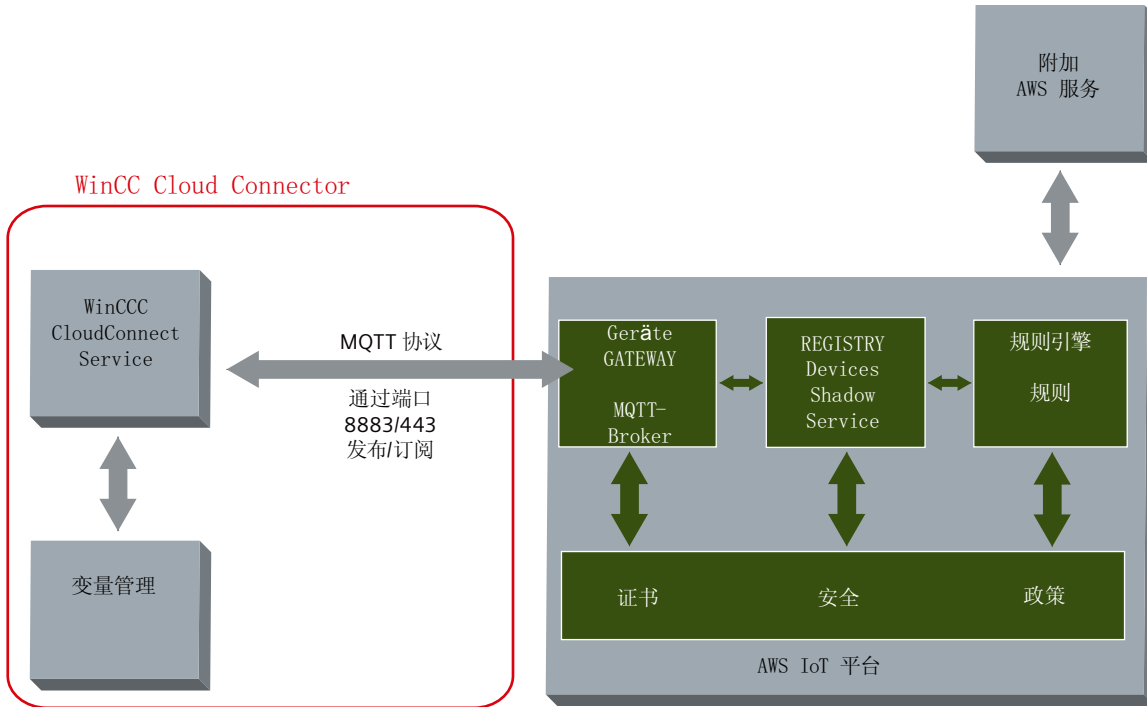 附加
AWS 服务
WinCC Cloud Connector
WinCCC
CloudConnect
Service
MQTT 协议
通过端口
8883/443
发布/订阅
变量管理
Geräte
GATEWAY
MQTT-
Broker
REGISTRY
Devices
Shadow
Service
规则引擎
规则
证书
安全
政策
AWS IoT 平台